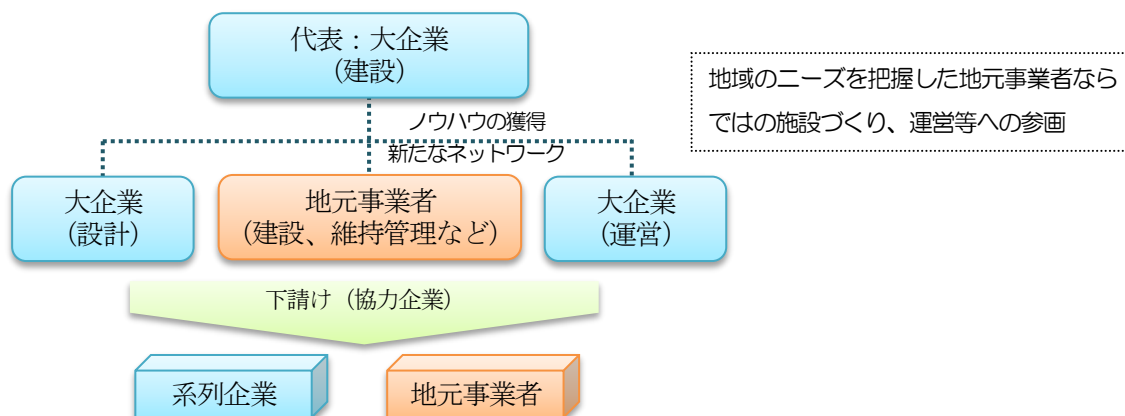 代表：大企業
（建設）
地域のニーズを把握した地元事業者なら
ではの施設づくり、運営等への参画
ノウハウの獲得
新たなネットワーク
大企業
（設計）
地元事業者
（建設、維持管理など）
大企業
（運営）
下請け（協力企業）
系列企業
地元事業者